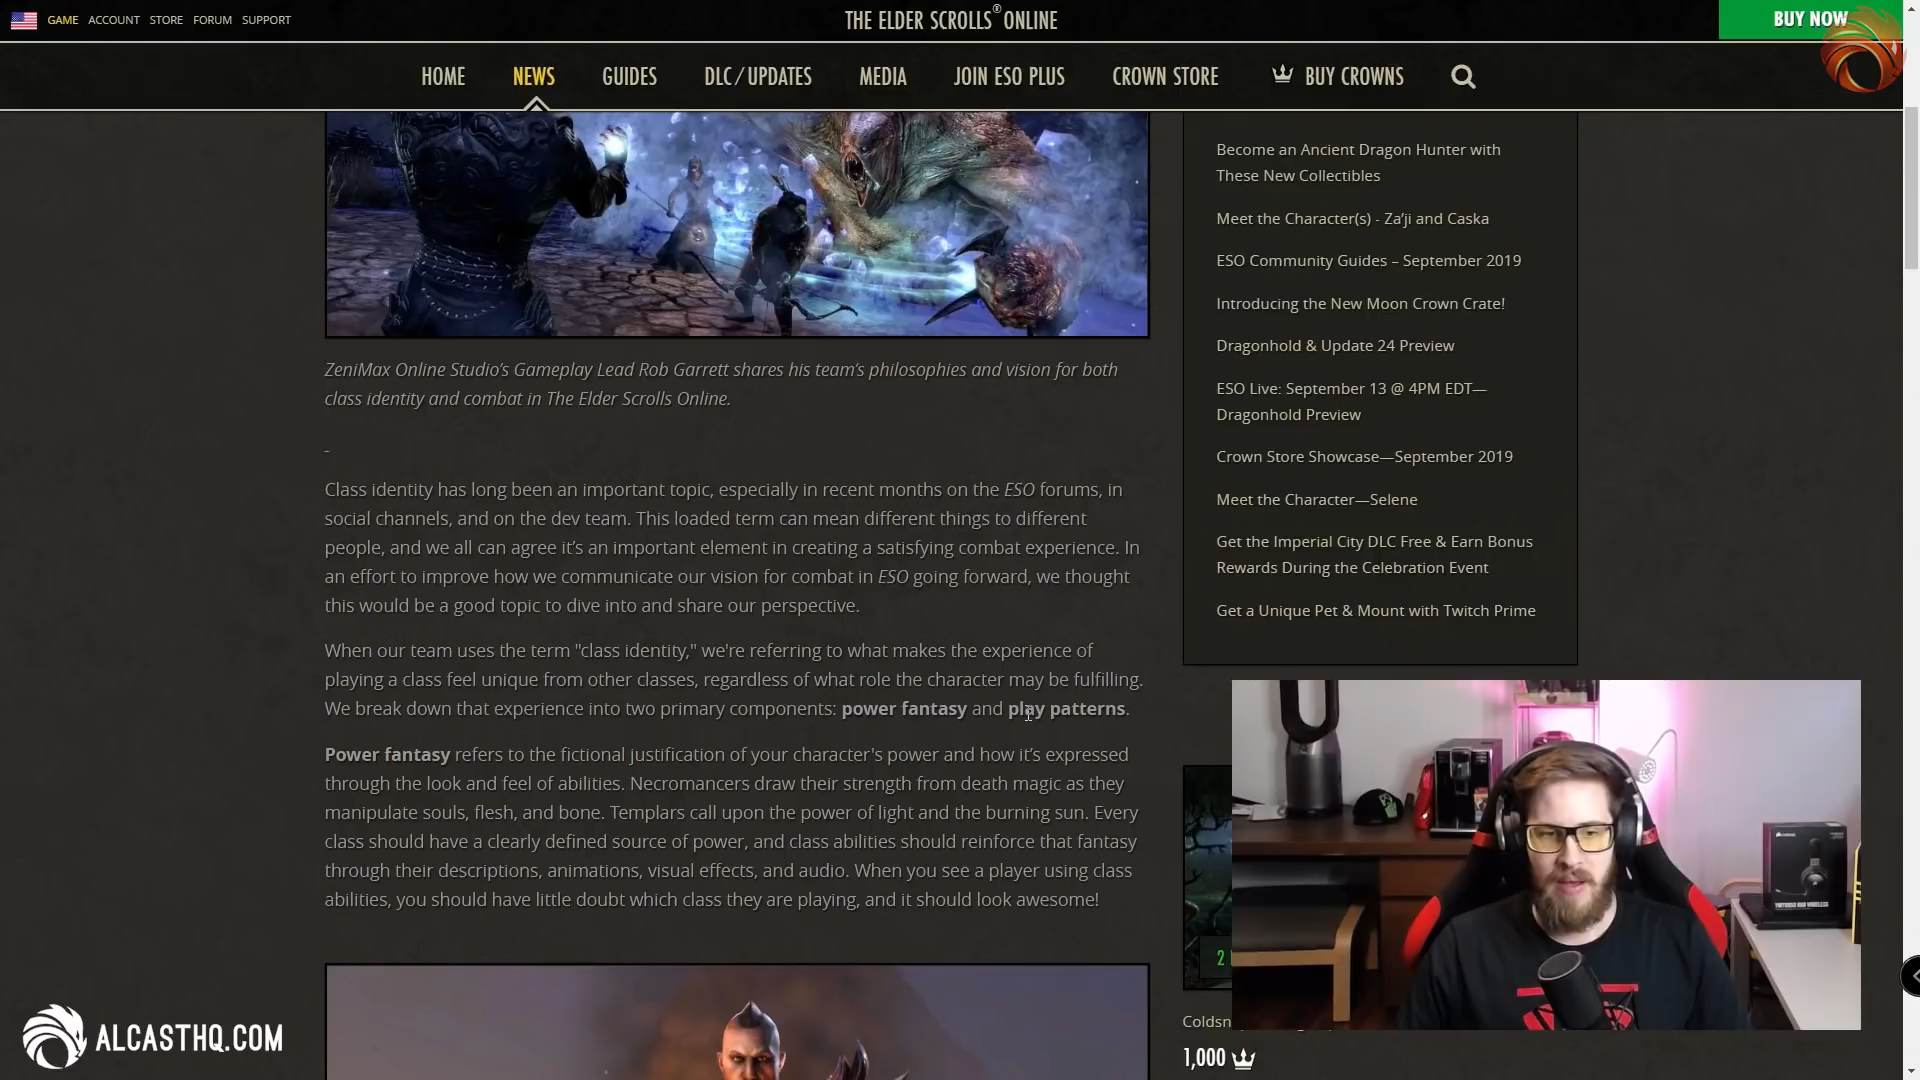 GAME ACCOUNT STORE FORUM SUPPORT
THE ELDER SCROLLS® ONLINE
BUY NOW
HOME NEWS GUIDES DLC / UPDATES MEDIA JOIN ESO PLUS CROWN STORE BUY CROWNS
ZeniMax Online Studio’s Gameplay Lead Rob Garrett shares his team’s philosophies and vision for both
class identity and combat in The Elder Scrolls Online.
-
Class identity has long been an important topic, especially in recent months on the ESO forums, in
social channels, and on the dev team. This loaded term can mean different things to different
people, and we all can agree it’s an important element in creating a satisfying combat experience. In
an effort to improve how we communicate our vision for combat in ESO going forward, we thought
this would be a good topic to dive into and share our perspective.
When our team uses the term "class identity," we're referring to what makes the experience of
playing a class feel unique from other classes, regardless of what role the character may be fulfilling.
We break down that experience into two primary components: power fantasy and play patterns.
Power fantasy refers to the fictional justification of your character's power and how it’s expressed
through the look and feel of abilities. Necromancers draw their strength from death magic as they
manipulate souls, flesh, and bone. Templars call upon the power of light and the burning sun. Every
class should have a clearly defined source of power, and class abilities should reinforce that fantasy
through their descriptions, animations, visual effects, and audio. When you see a player using class
abilities, you should have little doubt which class they are playing, and it should look awesome!
Become an Ancient Dragon Hunter with
These New Collectibles
Meet the Character(s) - Za’ji and Caska
ESO Community Guides – September 2019
Introducing the New Moon Crown Crate!
Dragonhold & Update 24 Preview
ESO Live: September 13 @ 4PM EDT—
Dragonhold Preview
Crown Store Showcase—September 2019
Meet the Character—Selene
Get the Imperial City DLC Free & Earn Bonus
Rewards During the Celebration Event
Get a Unique Pet & Mount with Twitch Prime
2
1,000
ALCASTHQ.COM